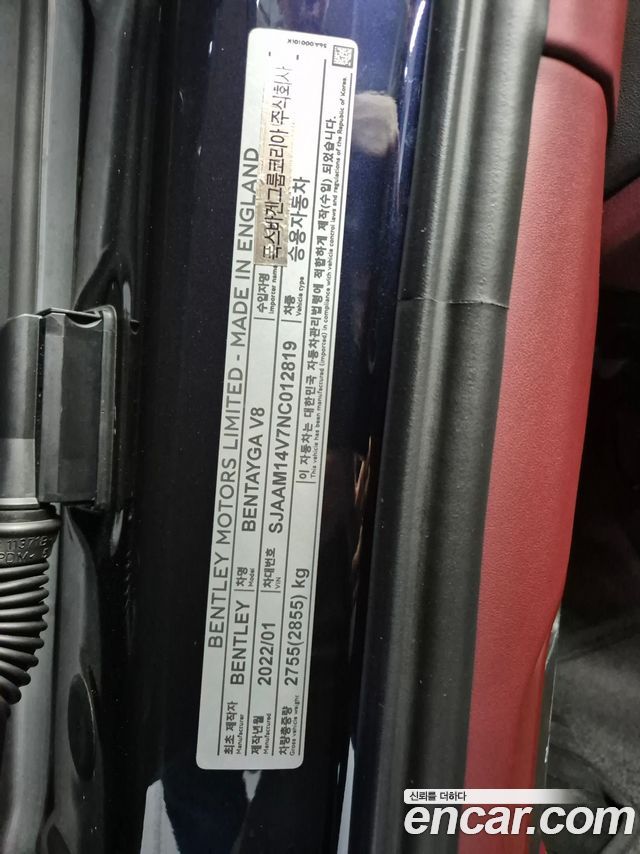 36A.000101.K
BENTLEY MOTORS LIMITED - MADE IN ENGLAND
최초 제작자 BENTLEY 차명 BENTAYGA V8 수입자명 폭스바겐그룹코리아 주식회사
Manufacturer Model Importer name
제작년월 2022/01 차대번호 SJAAM14V7NC012819 차종 승용자동차
Manufactured VIN Vehicle type
차량총중량 2755(2855) kg 이 자동차는 대한민국 자동차관리법령에 적합하게 제작(수입) 되었습니다.
Gross vehicle weight This vehicle has been manufactured (imported) in compliance with vehicle control laws and regulations of the Republic of Korea.
신뢰를 더하다
encar.com